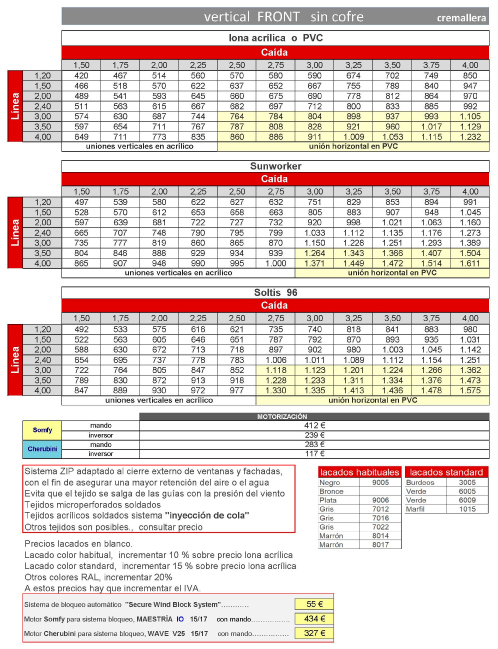 vertical FRONT sin cofre cremallera
lona acrilica o PVC
Caída
1,50 1,75 2,00 2,25 2,50 2,75 3,00 3,25 3,50 3,75 4,00
Línea
1,20 420 467 514 560 570 580 590 674 702 749 850
1,50 466 518 570 622 637 652 667 755 789 840 947
2,00 489 541 593 645 660 675 690 778 812 864 970
2,40 511 563 615 667 682 697 712 800 833 885 992
3,00 574 630 687 744 764 784 804 898 937 993 1.105
3,50 597 654 711 767 787 808 828 921 960 1.017 1.129
4,00 649 711 773 835 860 886 911 1.009 1.053 1.115 1.232
uniones verticales en acrílico unión horizontal en PVC
Sunworker
Caída
1,50 1,75 2,00 2,25 2,50 2,75 3,00 3,25 3,50 3,75 4,00
Línea
1,20 497 539 580 622 627 632 751 829 853 894 991
1,50 528 570 612 653 658 663 805 883 907 948 1.045
2,00 597 639 681 722 727 732 920 998 1.021 1.063 1.160
2,40 665 707 748 790 795 799 1.033 1.112 1.135 1.176 1.273
3,00 735 777 819 860 865 870 1.150 1.228 1.251 1.293 1.389
3,50 804 846 888 929 934 939 1.264 1.343 1.366 1.407 1.504
4,00 865 907 948 990 995 1.000 1.371 1.449 1.472 1.514 1.611
uniones verticales en acrílico unión horizontal en PVC
Soltis 96
Caída
1,50 1,75 2,00 2,25 2,50 2,75 3,00 3,25 3,50 3,75 4,00
Línea
1,20 492 533 575 616 621 735 740 818 841 883 980
1,50 522 563 605 646 651 787 792 870 893 935 1.031
2,00 588 630 672 713 718 897 902 980 1.003 1.045 1.142
2,40 654 695 737 778 783 1.006 1.011 1.089 1.112 1.154 1.251
3,00 722 764 805 847 852 1.118 1.123 1.201 1.224 1.266 1.362
3,50 789 830 872 913 918 1.228 1.233 1.311 1.334 1.376 1.473
4,00 847 889 930 972 977 1.330 1.335 1.413 1.436 1.478 1.575
uniones verticales en acrílico unión horizontal en PVC
MOTORIZACIÓN
Somfy mando 412 €
inversor 239 €
Cherubini mando 283 €
inversor 117 €
Sistema ZIP adaptado al cierre externo de ventanas y fachadas,
con el fin de asegurar una mayor retención del aire o el agua
Evita que el tejido se salga de las guías con la presión del viento
Tejidos microperforados soldados
Tejidos acrílicos soldados sistema "inyección de cola"
Otros tejidos son posibles., consultar precio
lacados habituales
Negro 9005
Bronce
Plata 9006
Gris 7012
Gris 7016
Gris 7022
Marrón 8014
Marrón 8017
lacados standard
Burdeos 3005
Verde 6005
Verde 6009
Marfil 1015
Precios lacados en blanco.
Lacado color habitual, incrementar 10 % sobre precio lona acrílica
Lacado color standard, incrementar 15 % sobre precio lona acrílica
Otros colores RAL, incrementar 20%
A estos precios hay que incrementar el IVA.
Sistema de bloqueo automático "Secure Wind Block System"............ 55 €
Motor Somfy para sistema bloqueo, MAESTRÍA IO 15/17 con mando............ 434 €
Motor Cherubini para sistema bloqueo, WAVE V25 15/17 con mando............ 327 €